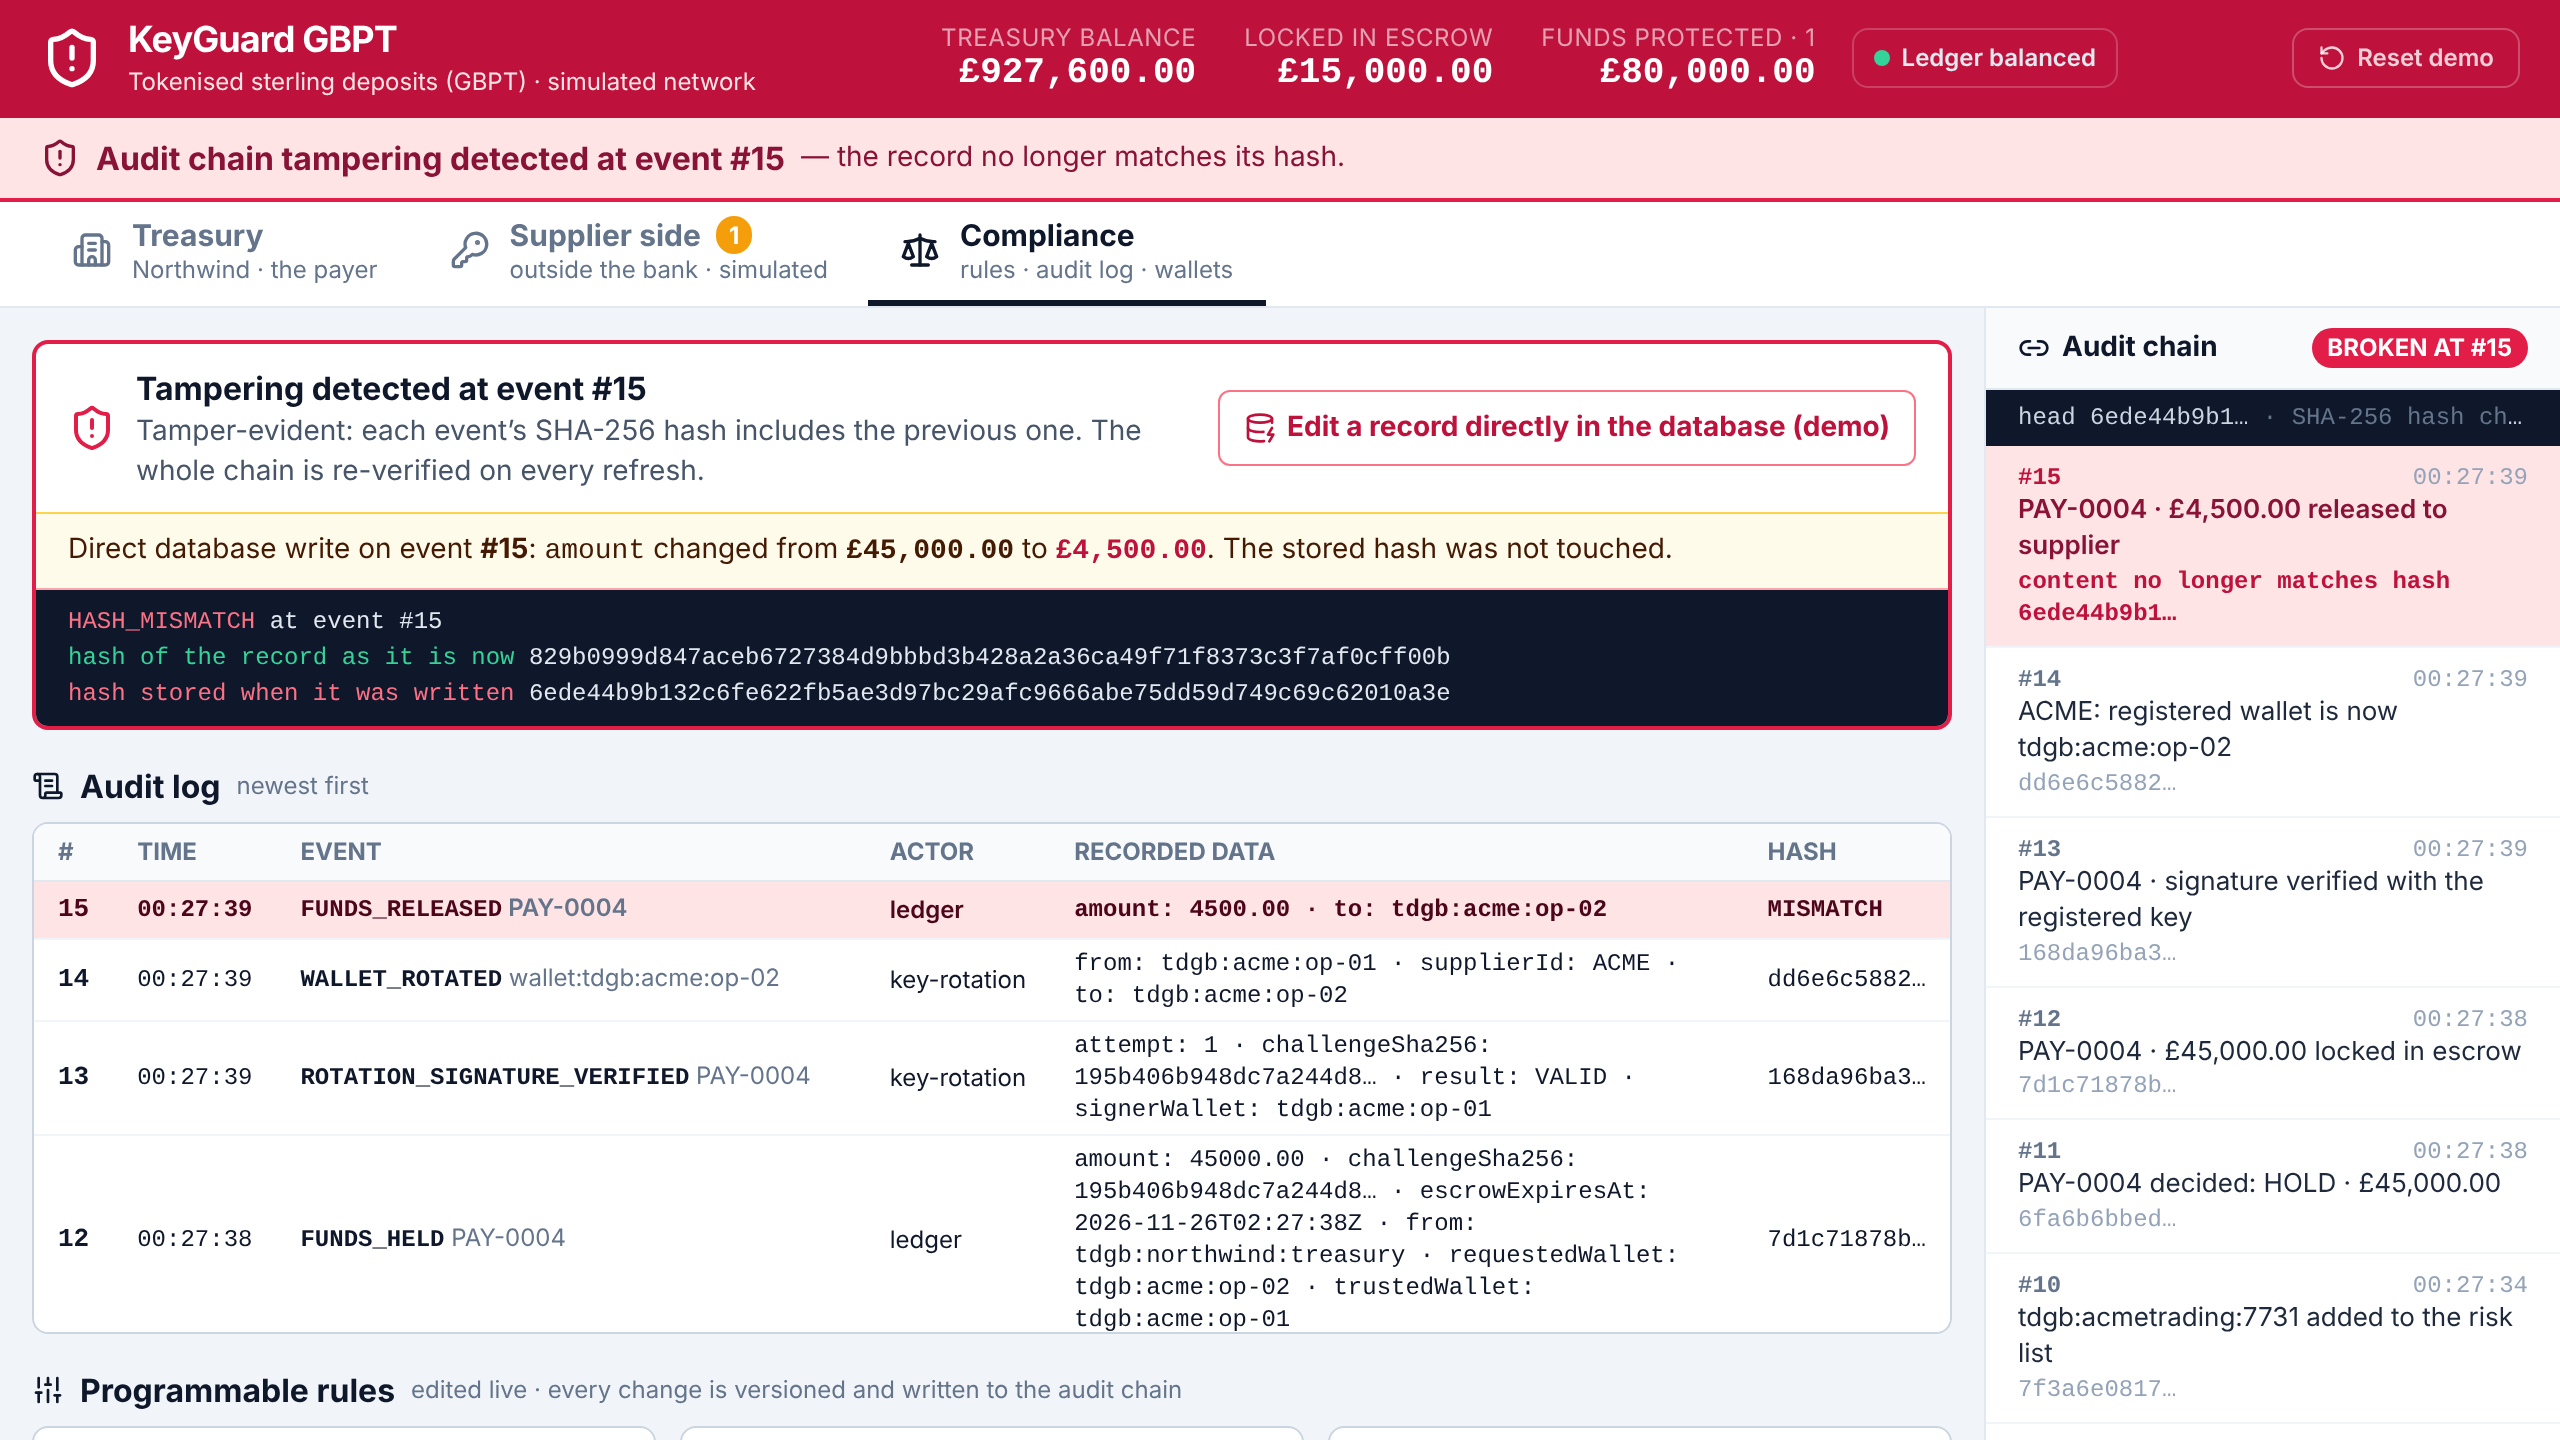 KeyGuard GBPT
Tokenised sterling deposits (GBPT) · simulated network
TREASURY BALANCE
£927,600.00
LOCKED IN ESCROW
£15,000.00
FUNDS PROTECTED · 1
£80,000.00
Ledger balanced
Reset demo
Audit chain tampering detected at event #15 — the record no longer matches its hash.
Treasury
Northwind · the payer
Supplier side 1
outside the bank · simulated
Compliance
rules · audit log · wallets
Tampering detected at event #15
Tamper-evident: each event’s SHA-256 hash includes the previous one. The
whole chain is re-verified on every refresh.
Edit a record directly in the database (demo)
Direct database write on event #15: amount changed from £45,000.00 to £4,500.00. The stored hash was not touched.
HASH_MISMATCH at event #15
hash of the record as it is now 829b0999d847aceb6727384d9bbbd3b428a2a36ca49f71f8373c3f7af0cff00b
hash stored when it was written 6ede44b9b132c6fe622fb5ae3d97bc29afc9666abe75dd59d749c69c62010a3e
Audit log newest first
# TIME EVENT ACTOR RECORDED DATA HASH
15 00:27:39 FUNDS_RELEASED PAY-0004 ledger amount: 4500.00 · to: tdgb:acme:op-02 MISMATCH
14 00:27:39 WALLET_ROTATED wallet:tdgb:acme:op-02 key-rotation from: tdgb:acme:op-01 · supplierId: ACME ·
to: tdgb:acme:op-02 dd6e6c5882…
13 00:27:39 ROTATION_SIGNATURE_VERIFIED PAY-0004 key-rotation attempt: 1 · challengeSha256:
195b406b948dc7a244d8… · result: VALID ·
signerWallet: tdgb:acme:op-01 168da96ba3…
12 00:27:38 FUNDS_HELD PAY-0004 ledger amount: 45000.00 · challengeSha256:
195b406b948dc7a244d8… · escrowExpiresAt:
2026-11-26T02:27:38Z · from:
tdgb:northwind:treasury · requestedWallet:
tdgb:acme:op-02 · trustedWallet:
tdgb:acme:op-01 7d1c71878b…
Programmable rules edited live · every change is versioned and written to the audit chain
Audit chain BROKEN AT #15
head 6ede44b9b1… · SHA-256 hash ch…
#15 00:27:39
PAY-0004 · £4,500.00 released to
supplier
content no longer matches hash
6ede44b9b1…
#14 00:27:39
ACME: registered wallet is now
tdgb:acme:op-02
dd6e6c5882…
#13 00:27:39
PAY-0004 · signature verified with the
registered key
168da96ba3…
#12 00:27:38
PAY-0004 · £45,000.00 locked in escrow
7d1c71878b…
#11 00:27:38
PAY-0004 decided: HOLD · £45,000.00
6fa6b6bbed…
#10 00:27:34
tdgb:acmetrading:7731 added to the risk
list
7f3a6e0817…